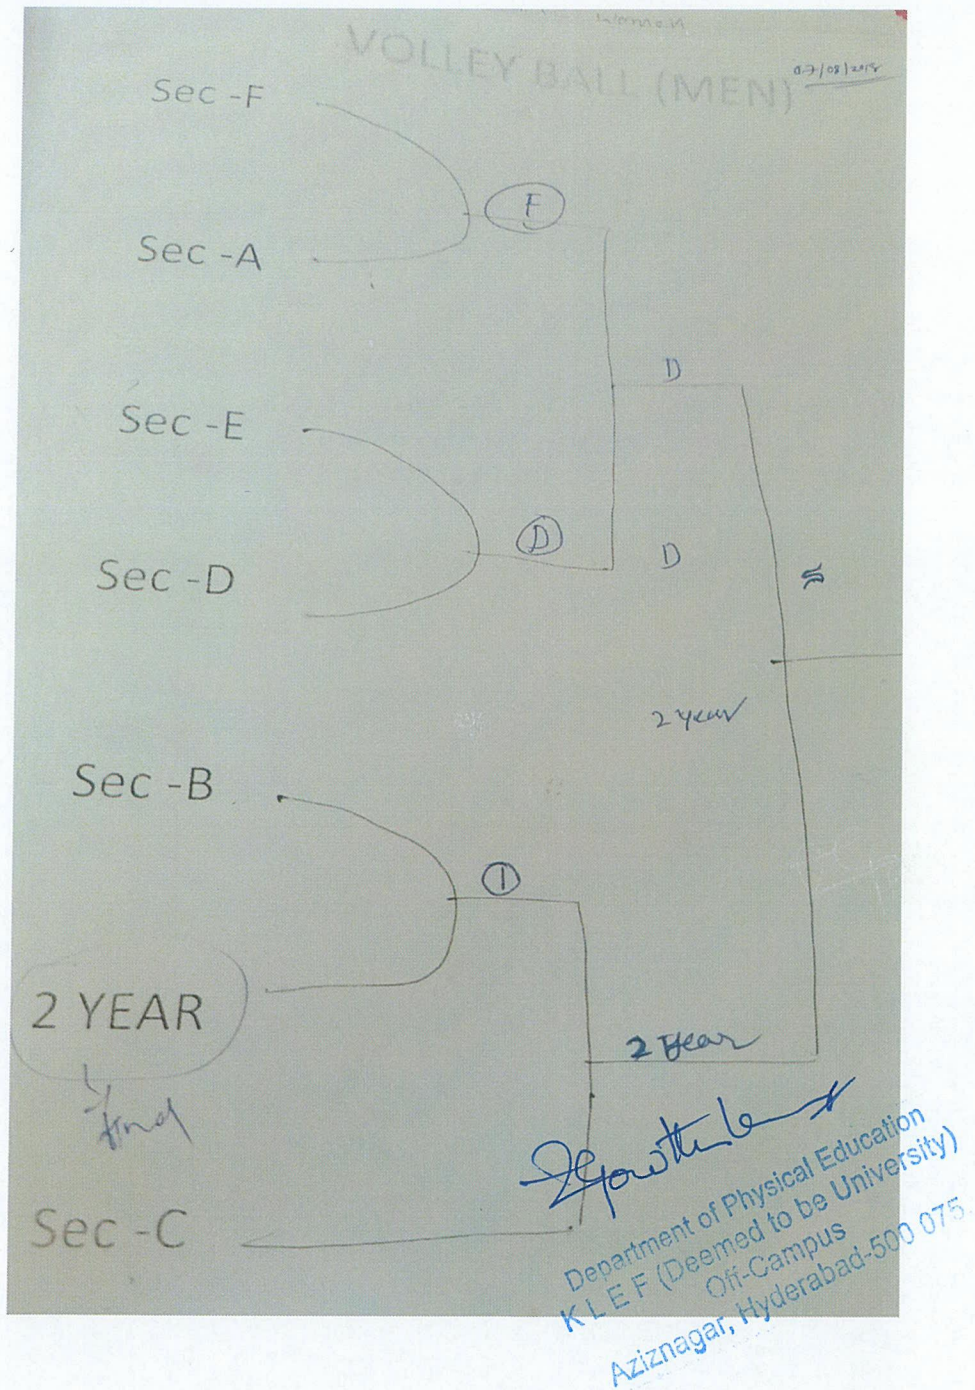 Women
VOLLEY BALL (MEN)
07/08/2018
Sec -F
F
Sec -A
D
Sec -E
D
D
Sec -D
2 year
Sec -B
1
2 YEAR
2 Year
Sec -C
Department of Physical Education
K L E F (Deemed to be University)
Off-Campus
Aziznagar, Hyderabad-500 075